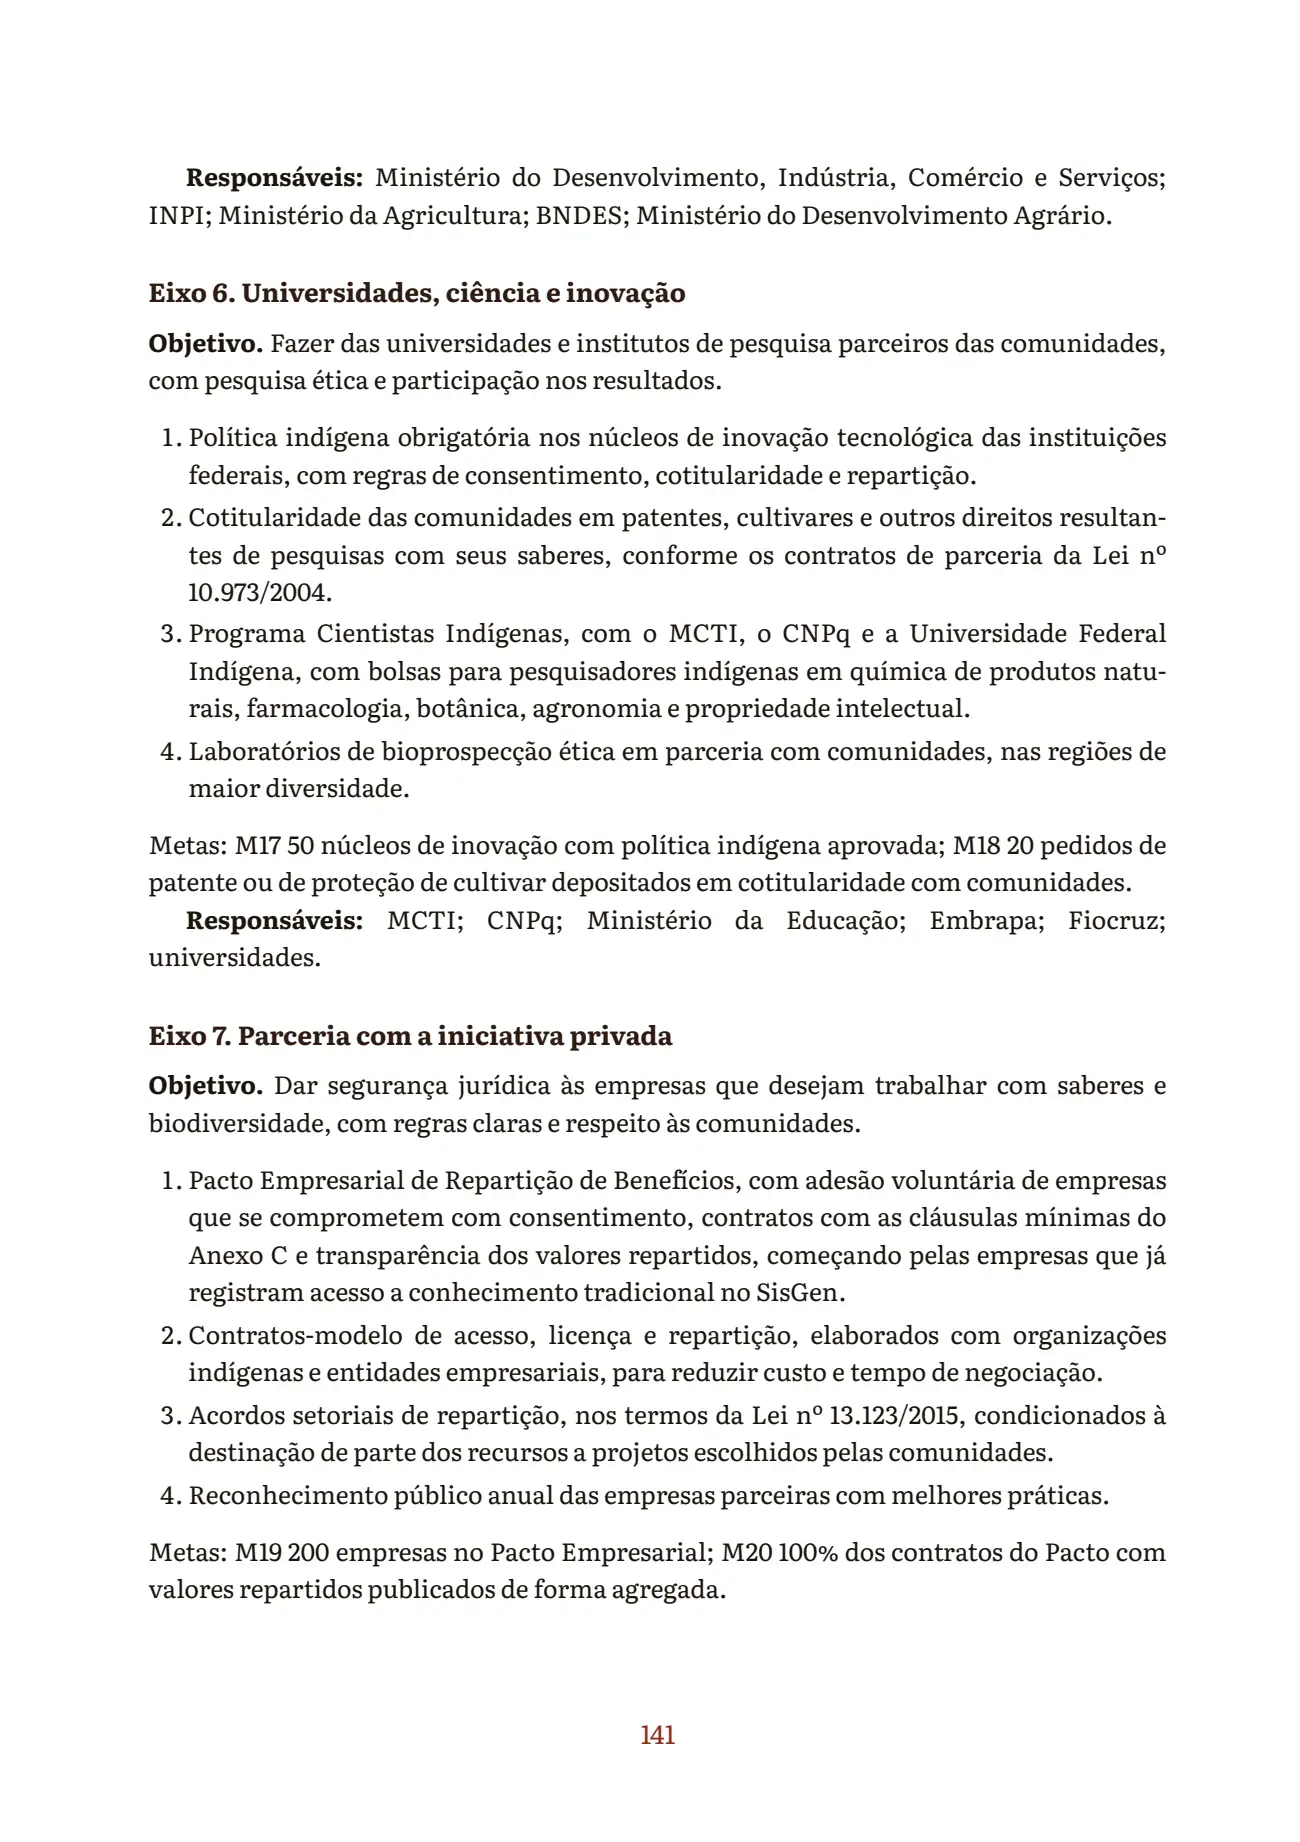 Responsáveis: Ministério do Desenvolvimento, Indústria, Comércio e Serviços;
INPI; Ministério da Agricultura; BNDES; Ministério do Desenvolvimento Agrário.
Eixo 6. Universidades, ciência e inovação
Objetivo. Fazer das universidades e institutos de pesquisa parceiros das comunidades,
com pesquisa ética e participação nos resultados.
1. Política indígena obrigatória nos núcleos de inovação tecnológica das instituições
federais, com regras de consentimento, cotitularidade e repartição.
2. Cotitularidade das comunidades em patentes, cultivares e outros direitos resultan-
tes de pesquisas com seus saberes, conforme os contratos de parceria da Lei nº
10.973/2004.
3. Programa Cientistas Indígenas, com o MCTI, o CNPq e a Universidade Federal
Indígena, com bolsas para pesquisadores indígenas em química de produtos natu-
rais, farmacologia, botânica, agronomia e propriedade intelectual.
4. Laboratórios de bioprospecção ética em parceria com comunidades, nas regiões de
maior diversidade.
Metas: M17 50 núcleos de inovação com política indígena aprovada; M18 20 pedidos de
patente ou de proteção de cultivar depositados em cotitularidade com comunidades.
Responsáveis: MCTI; CNPq; Ministério da Educação; Embrapa; Fiocruz;
universidades.
Eixo 7. Parceria com a iniciativa privada
Objetivo. Dar segurança jurídica às empresas que desejam trabalhar com saberes e
biodiversidade, com regras claras e respeito às comunidades.
1. Pacto Empresarial de Repartição de Benefícios, com adesão voluntária de empresas
que se comprometem com consentimento, contratos com as cláusulas mínimas do
Anexo C e transparência dos valores repartidos, começando pelas empresas que já
registram acesso a conhecimento tradicional no SisGen.
2. Contratos-modelo de acesso, licença e repartição, elaborados com organizações
indígenas e entidades empresariais, para reduzir custo e tempo de negociação.
3. Acordos setoriais de repartição, nos termos da Lei nº 13.123/2015, condicionados à
destinação de parte dos recursos a projetos escolhidos pelas comunidades.
4. Reconhecimento público anual das empresas parceiras com melhores práticas.
Metas: M19 200 empresas no Pacto Empresarial; M20 100% dos contratos do Pacto com
valores repartidos publicados de forma agregada.
141